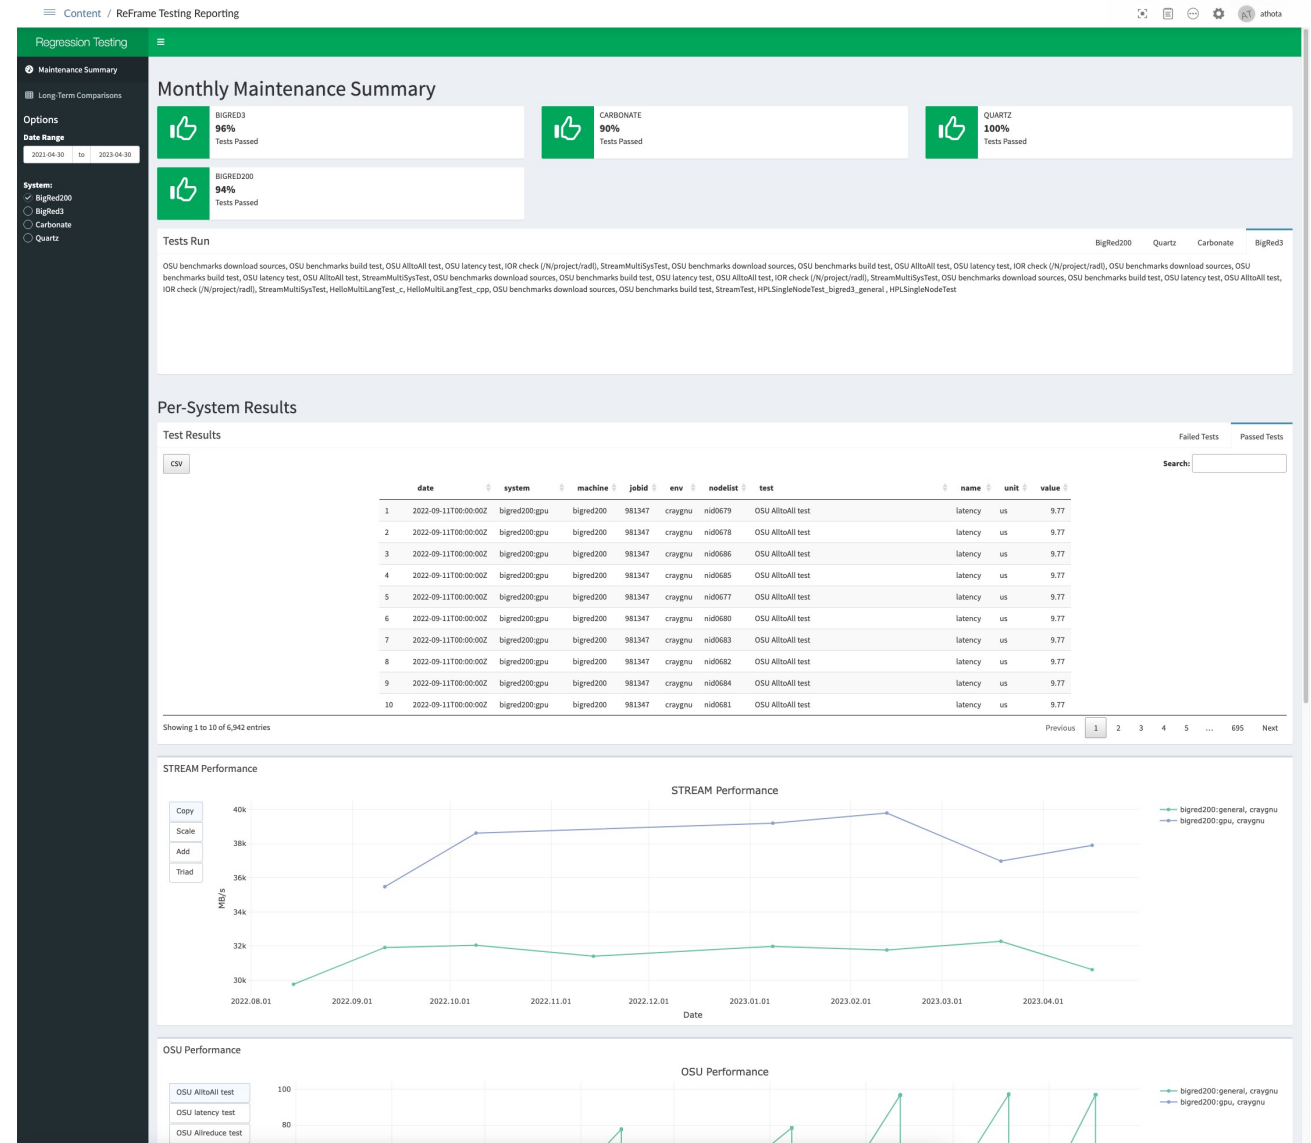 Content / ReFrame Testing Reporting
AT athota
Regression Testing
Maintenance Summary
Long-Term Comparisons
Options
Date Range
2021-04-30 to 2023-04-30
System:
BigRed200
BigRed3
Carbonate
Quartz
Monthly Maintenance Summary
BIGRED3
96%
Tests Passed
CARBONATE
90%
Tests Passed
QUARTZ
100%
Tests Passed
BIGRED200
94%
Tests Passed
Tests Run
BigRed200 Quartz Carbonate BigRed3
OSU benchmarks download sources, OSU benchmarks build test, OSU AlltoAll test, OSU latency test, IOR check (/N/project/radl), StreamMultiSysTest, OSU benchmarks download sources, OSU benchmarks build test, OSU AlltoAll test, OSU latency test, IOR check (/N/project/radl), OSU benchmarks download sources, OSU
benchmarks build test, OSU latency test, OSU AlltoAll test, StreamMultiSysTest, OSU benchmarks download sources, OSU benchmarks build test, OSU latency test, OSU AlltoAll test, IOR check (/N/project/radl), StreamMultiSysTest, OSU benchmarks download sources, OSU benchmarks build test, OSU latency test, OSU AlltoAll test,
IOR check (/N/project/radl), StreamMultiSysTest, HelloMultiLangTest_c, HelloMultiLangTest_cpp, OSU benchmarks download sources, OSU benchmarks build test, StreamTest, HPLSingleNodeTest_bigred3_general , HPLSingleNodeTest
Per-System Results
Test Results
Failed Tests Passed Tests
CSV
Search:
date system machine jobid env nodelist test name unit value
1 2022-09-11T00:00:00Z bigred200:gpu bigred200 981347 craygnu nid0679 OSU AlltoAll test latency us 9.77
2 2022-09-11T00:00:00Z bigred200:gpu bigred200 981347 craygnu nid0678 OSU AlltoAll test latency us 9.77
3 2022-09-11T00:00:00Z bigred200:gpu bigred200 981347 craygnu nid0686 OSU AlltoAll test latency us 9.77
4 2022-09-11T00:00:00Z bigred200:gpu bigred200 981347 craygnu nid0685 OSU AlltoAll test latency us 9.77
5 2022-09-11T00:00:00Z bigred200:gpu bigred200 981347 craygnu nid0677 OSU AlltoAll test latency us 9.77
6 2022-09-11T00:00:00Z bigred200:gpu bigred200 981347 craygnu nid0680 OSU AlltoAll test latency us 9.77
7 2022-09-11T00:00:00Z bigred200:gpu bigred200 981347 craygnu nid0683 OSU AlltoAll test latency us 9.77
8 2022-09-11T00:00:00Z bigred200:gpu bigred200 981347 craygnu nid0682 OSU AlltoAll test latency us 9.77
9 2022-09-11T00:00:00Z bigred200:gpu bigred200 981347 craygnu nid0684 OSU AlltoAll test latency us 9.77
10 2022-09-11T00:00:00Z bigred200:gpu bigred200 981347 craygnu nid0681 OSU AlltoAll test latency us 9.77
Showing 1 to 10 of 6,942 entries
Previous 1 2 3 4 5 … 695 Next
STREAM Performance
STREAM Performance
Copy
Scale
Add
Triad
MB/s
40k
38k
36k
34k
32k
30k
2022.08.01 2022.09.01 2022.10.01 2022.11.01 2022.12.01 2023.01.01 2023.02.01 2023.03.01 2023.04.01
Date
bigred200:general, craygnu
bigred200:gpu, craygnu
OSU Performance
OSU Performance
OSU AlltoAll test
OSU latency test
OSU Allreduce test
100
80
bigred200:general, craygnu
bigred200:gpu, craygnu